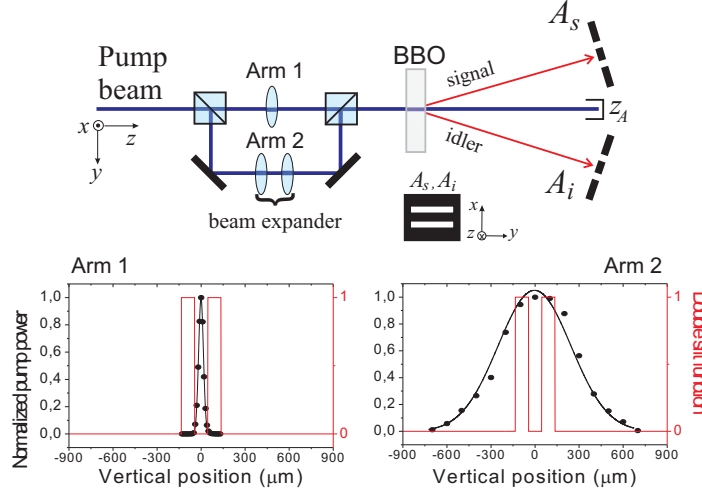 A_s
Pump beam
Arm 1
BBO
signal
x
z
y
Arm 2
z_A
idler
A_i
beam expander
A_s, A_i
x
z
y
Arm 1
Arm 2
Normalized pump power
1,0
0,8
0,6
0,4
0,2
0,0
1
0
-900 -600 -300 0 300 600 900
Vertical position (μm)
1,0
0,8
0,6
0,4
0,2
0,0
1
0
-900 -600 -300 0 300 600 900
Vertical position (μm)